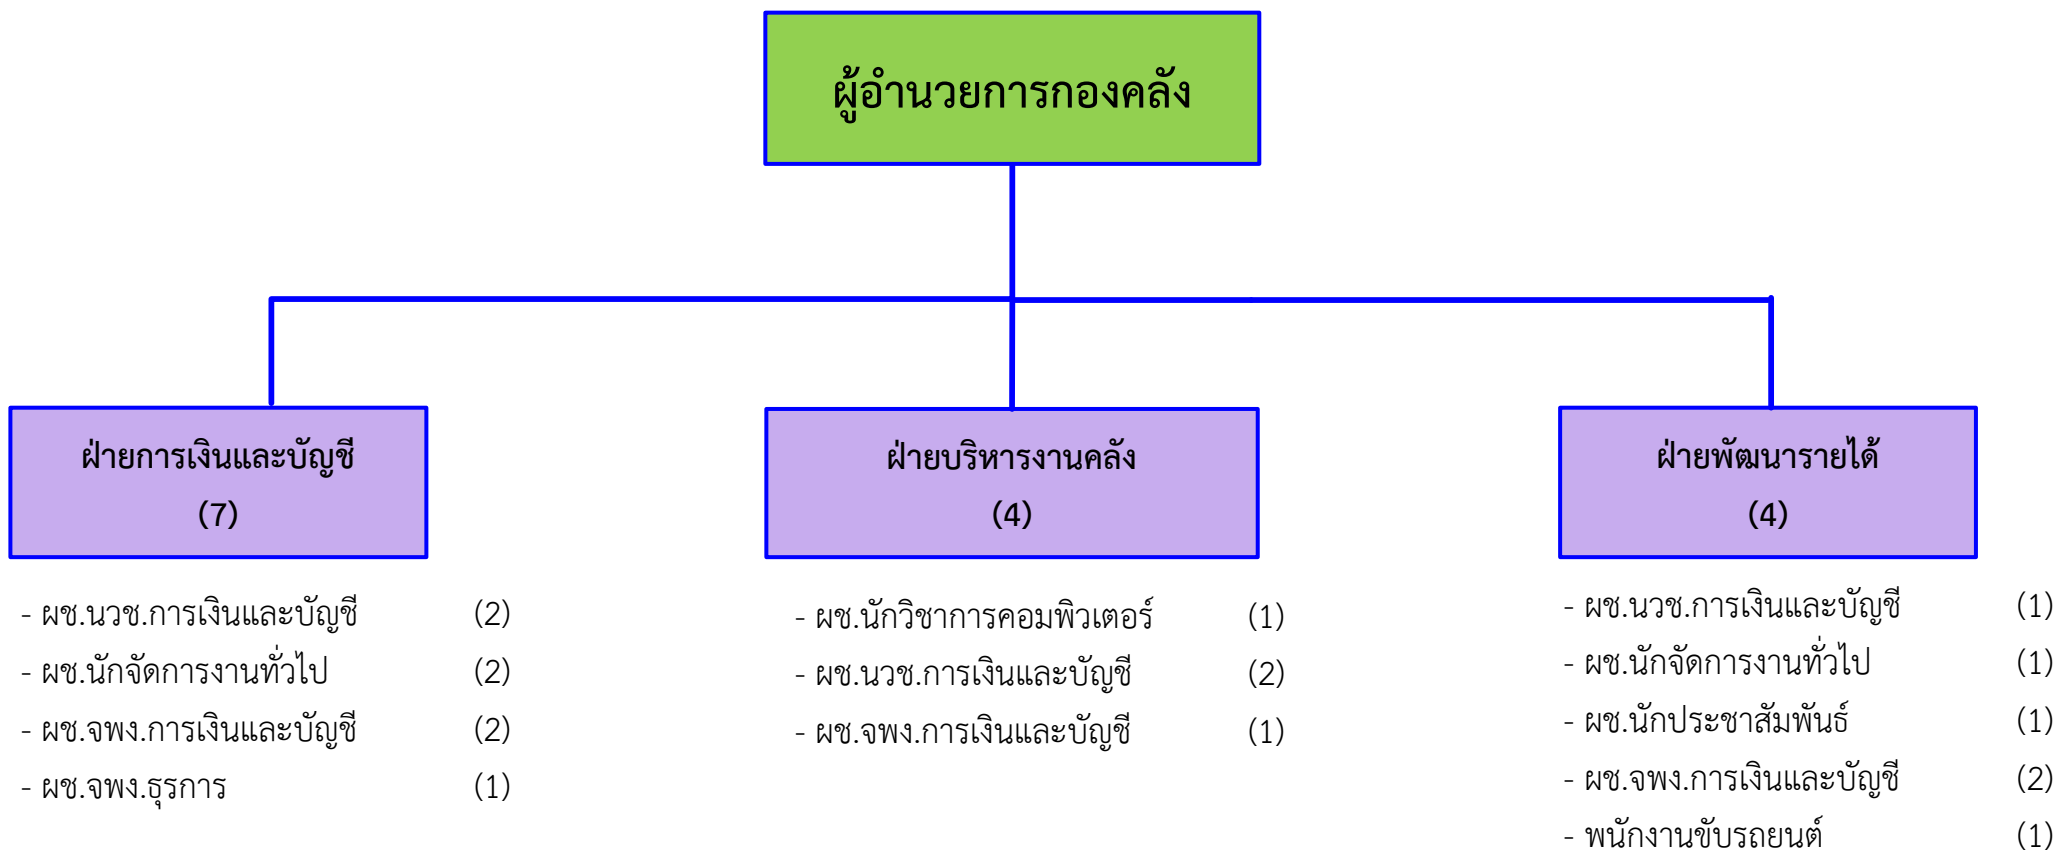 ผู้อำนวยการกองคลัง
ฝ่ายการเงินและบัญชี
(7)
- ผช.นวช.การเงินและบัญชี (2)
- ผช.นักจัดการงานทั่วไป (2)
- ผช.จพง.การเงินและบัญชี (2)
- ผช.จพง.ธุรการ (1)
ฝ่ายบริหารงานคลัง
(4)
- ผช.นักวิชาการคอมพิวเตอร์ (1)
- ผช.นวช.การเงินและบัญชี (2)
- ผช.จพง.การเงินและบัญชี (1)
ฝ่ายพัฒนารายได้
(4)
- ผช.นวช.การเงินและบัญชี (1)
- ผช.นักจัดการงานทั่วไป (1)
- ผช.นักประชาสัมพันธ์ (1)
- ผช.จพง.การเงินและบัญชี (2)
- พนักงานขับรถยนต์ (1)